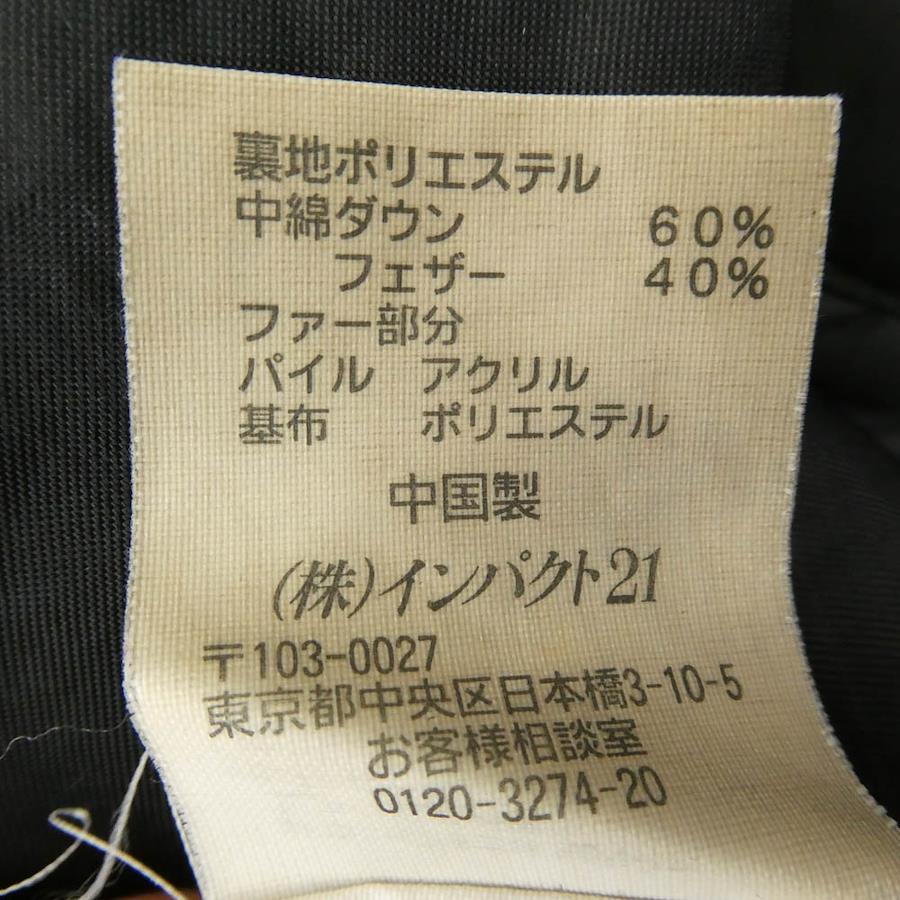 裏地ポリエステル
中綿ダウン 60%
フェザー 40%
ファー部分
パイル アクリル
基布 ポリエステル
中国製
(株)インパクト21
〒103-0027
東京都中央区日本橋3-10-5
お客様相談室
0120-3274-20